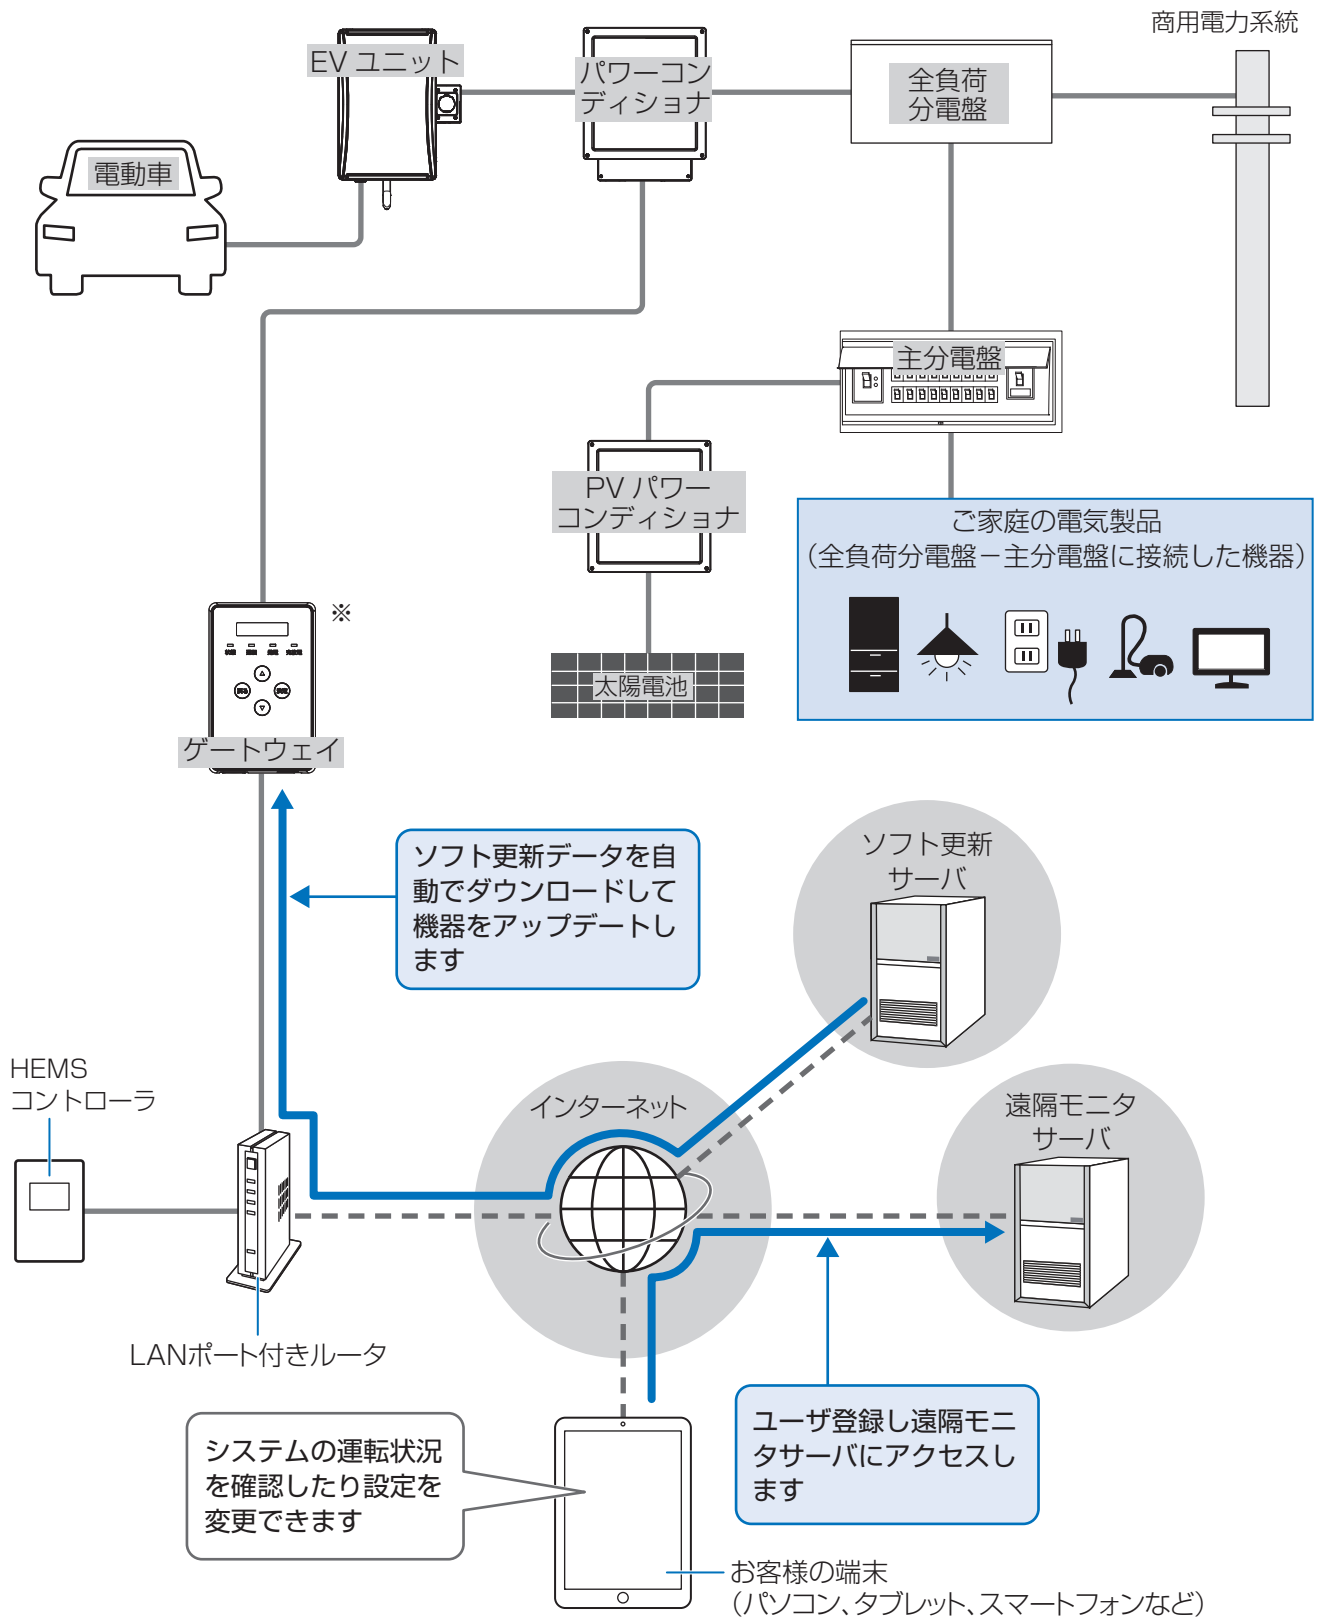 商用電力系統
EV ユニット
パワーコン
ディショナ
全負荷
分電盤
電動車
主分電盤
PV パワー
コンディショナ
ご家庭の電気製品
（全負荷分電盤－主分電盤に接続した機器）
※
太陽電池
ゲートウェイ
ソフト更新データを自
動でダウンロードして
機器をアップデートし
ます
ソフト更新
サーバ
HEMS
コントローラ
インターネット
遠隔モニタ
サーバ
LANポート付きルータ
システムの運転状況
を確認したり設定を
変更できます
ユーザ登録し遠隔モニ
タサーバにアクセスし
ます
お客様の端末
（パソコン、タブレット、スマートフォンなど）